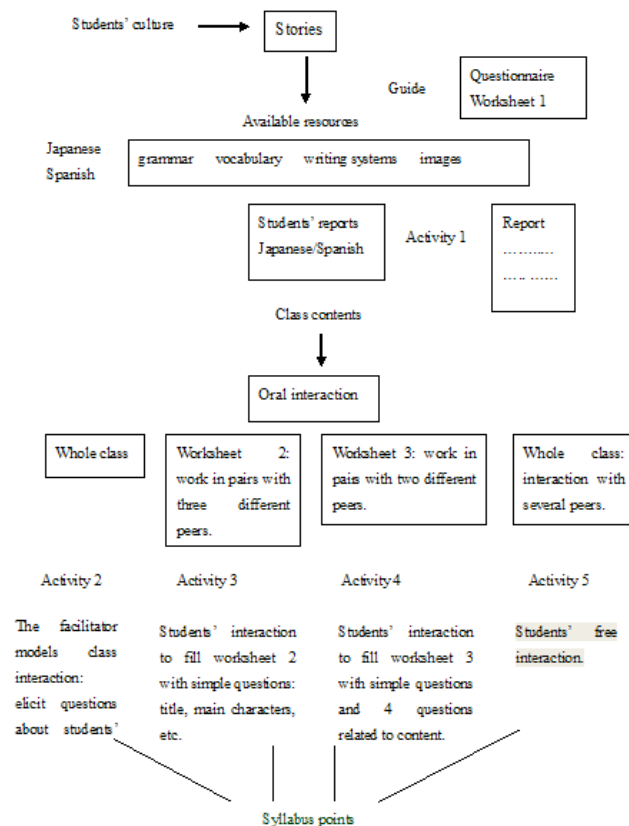 Students' culture
Stories
Guide
Questionnaire
Worksheet 1
Available resources
Japanese
Spanish
grammar vocabulary writing systems images
Students' reports
Japanese/Spanish
Activity 1
Report
...........
..... ......
Class contents
Oral interaction
Whole class
Worksheet 2:
work in pairs with
three different
peers.
Worksheet 3: work in
pairs with two different
peers.
Whole class:
interaction with
several peers.
Activity 2
Activity 3
Activity 4
Activity 5
The facilitator
models class
interaction:
elicit questions
about students'
Students' interaction
to fill worksheet 2
with simple questions:
title, main characters,
etc.
Students' interaction
to fill worksheet 3
with simple questions
and 4 questions
related to content.
Students' free
interaction.
Syllabus points